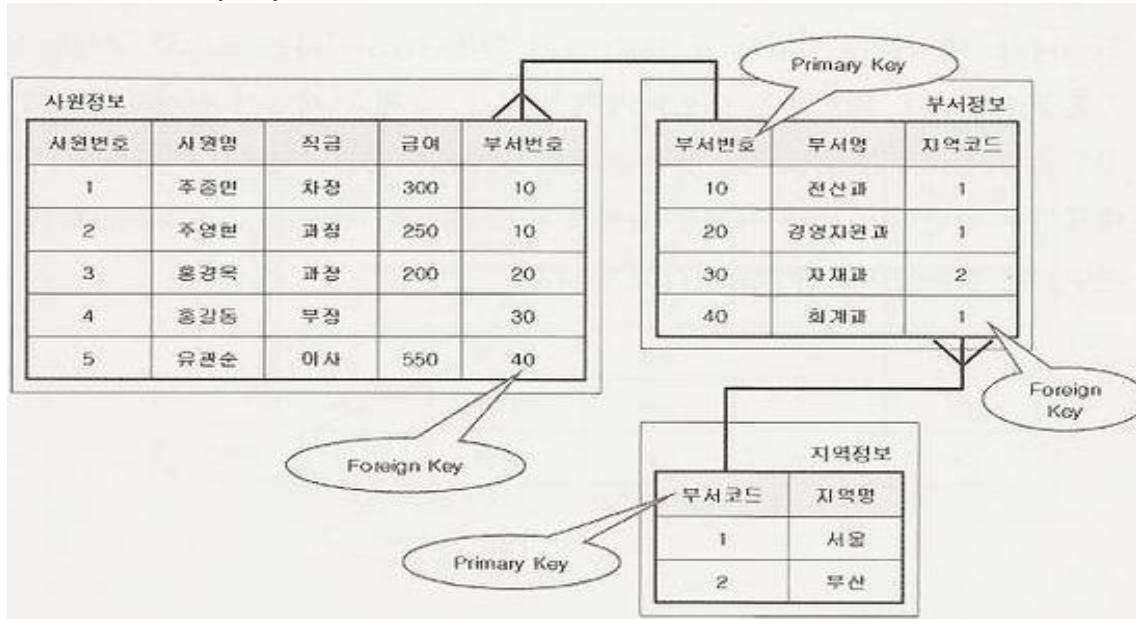 Primary Key
사원정보
사원번호 사원명 직급 급여 부서번호
1 주종면 차장 300 10
2 주영현 과장 250 10
3 홍경옥 과장 200 20
4 홍길동 부장 30
5 유관순 이사 550 40
부서정보
부서번호 부서명 지역코드
10 전산과 1
20 경영지원과 1
30 자재과 2
40 회계과 1
Foreign Key
Foreign
Key
지역정보
부서코드 지역명
1 서울
2 부산
Primary Key